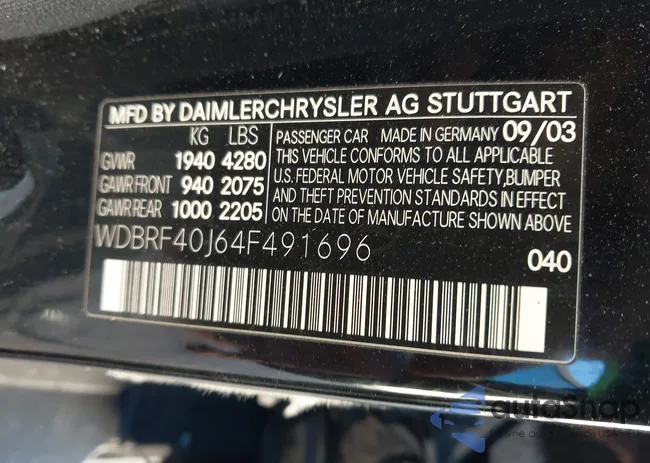 MFD BY DAIMLERCHRYSLER AG STUTTGART
KG LBS
GVWR 1940 4280
GAWR FRONT 940 2075
GAWR REAR 1000 2205
PASSENGER CAR MADE IN GERMANY 09/03
THIS VEHICLE CONFORMS TO ALL APPLICABLE
U.S. FEDERAL MOTOR VEHICLE SAFETY,BUMPER
AND THEFT PREVENTION STANDARDS IN EFFECT
ON THE DATE OF MANUFACTURE SHOWN ABOVE
WDBRF40J64F491696
040
autoShop